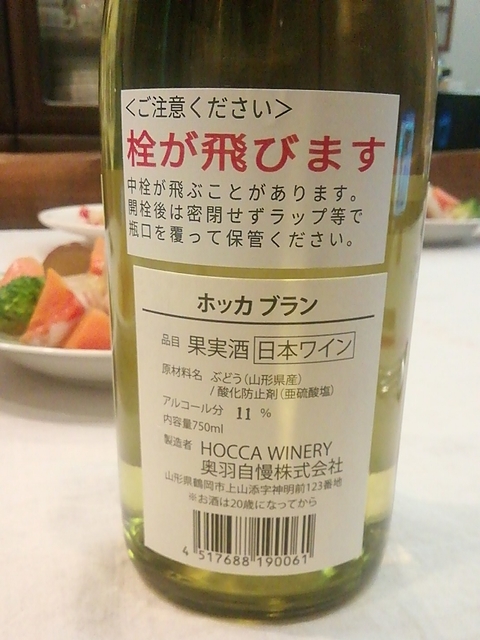 ＜ご注意ください＞
栓が飛びます
中栓が飛ぶことがあります。
開栓後は密閉せずラップ等で
瓶口を覆って保管ください。
ホッカ ブラン
品目 果実酒 日本ワイン
原材料名 ぶどう（山形県産）
/ 酸化防止剤（亜硫酸塩）
アルコール分 11 %
内容量750ml
製造者 HOCCA WINERY
奥羽自慢株式会社
山形県鶴岡市上山添字神明前123番地
※お酒は20歳になってから
4 517688 190061